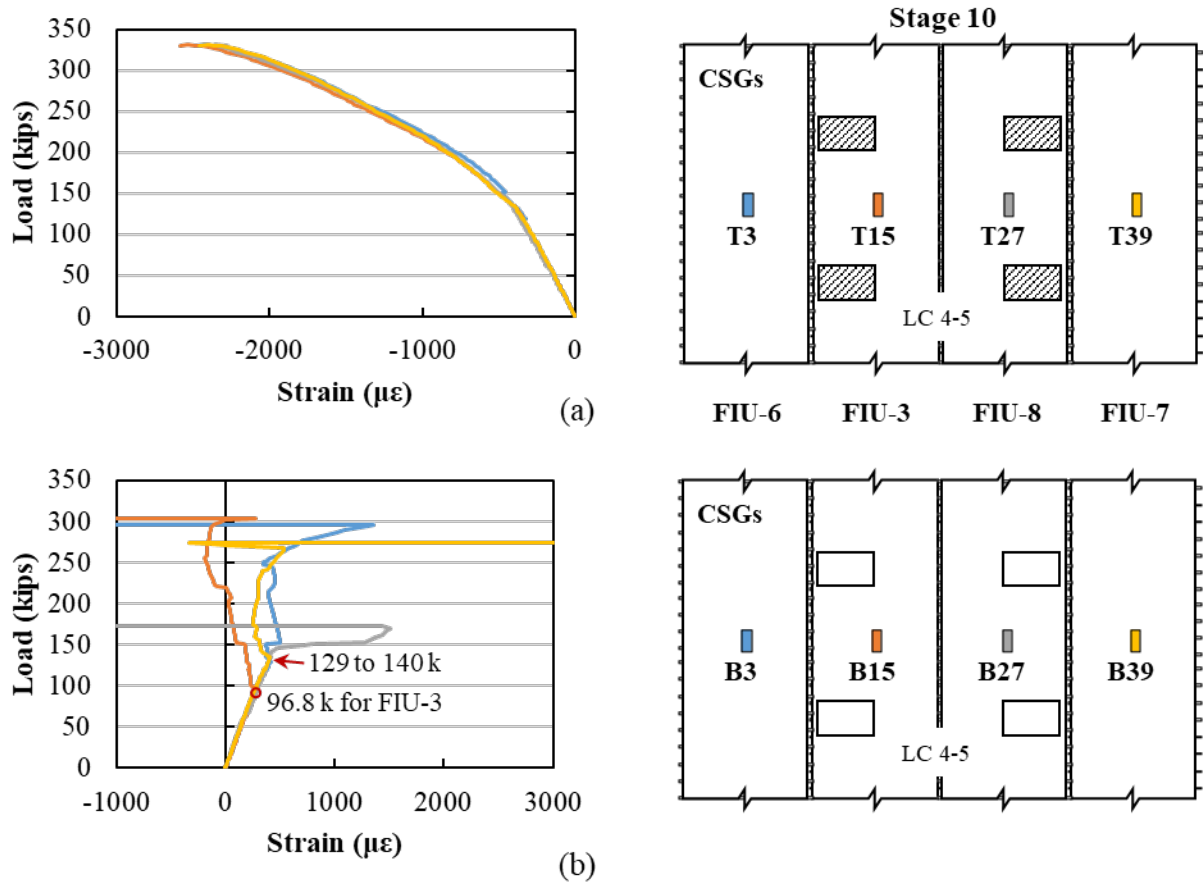 350
300
250
200
150
100
50
0
Load (kips)
-3000 -2000 -1000 0
Strain (µε)
(a)
Stage 10
CSGs
T3 T15 T27 T39
LC 4-5
FIU-6 FIU-3 FIU-8 FIU-7
350
300
250
200
150
100
50
0
Load (kips)
129 to 140 k
96.8 k for FIU-3
-1000 0 1000 2000 3000
Strain (µε)
(b)
CSGs
B3 B15 B27 B39
LC 4-5